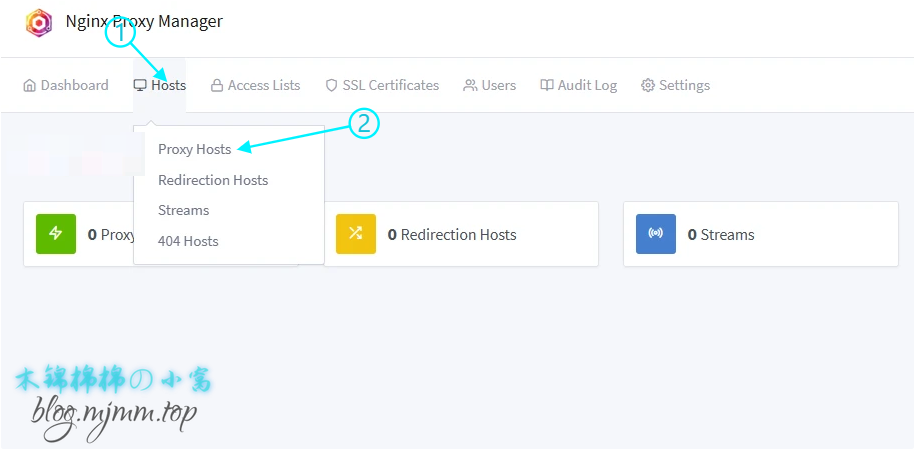 Nginx Proxy Manager
1
Dashboard Hosts Access Lists SSL Certificates Users Audit Log Settings
2
Proxy Hosts
Redirection Hosts
Streams
404 Hosts
0 Proxy
0 Redirection Hosts
0 Streams
木锦棉棉の小窝
blog.mjmm.top